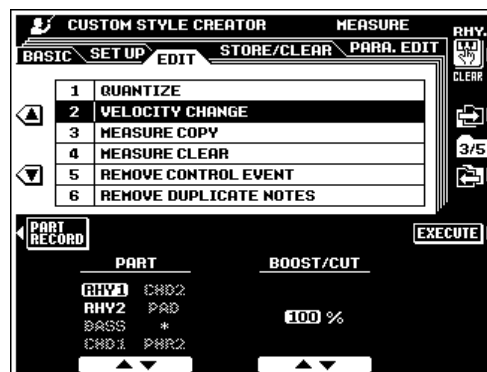 CUSTOM STYLE CREATOR MEASURE
BASIC SET UP EDIT STORE/CLEAR PARA. EDIT RHY.
CLEAR
1 QUANTIZE
2 VELOCITY CHANGE
3 MEASURE COPY
4 MEASURE CLEAR
5 REMOVE CONTROL EVENT
6 REMOVE DUPLICATE NOTES
3/5
PART RECORD
EXECUTE
PART BOOST/CUT
RHY1 CHD2
RHY2 PAD
BASS *
CHD1 PHR2
100 %